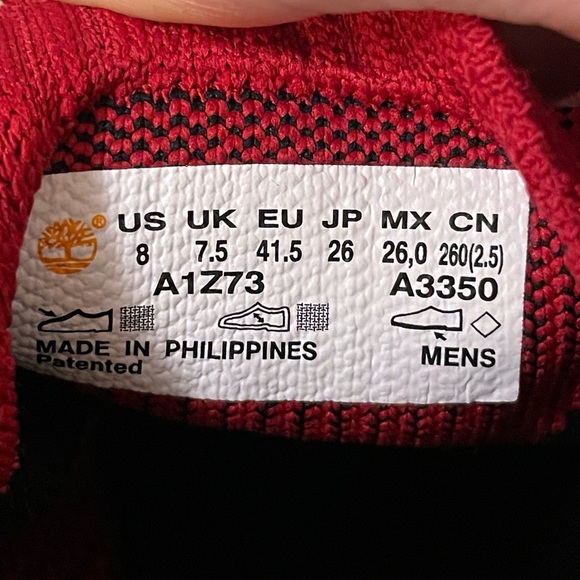 ® US UK EU JP MX CN
8 7.5 41.5 26 26,0 260(2.5)
A1Z73 A3350
MADE IN PHILIPPINES
Patented MENS